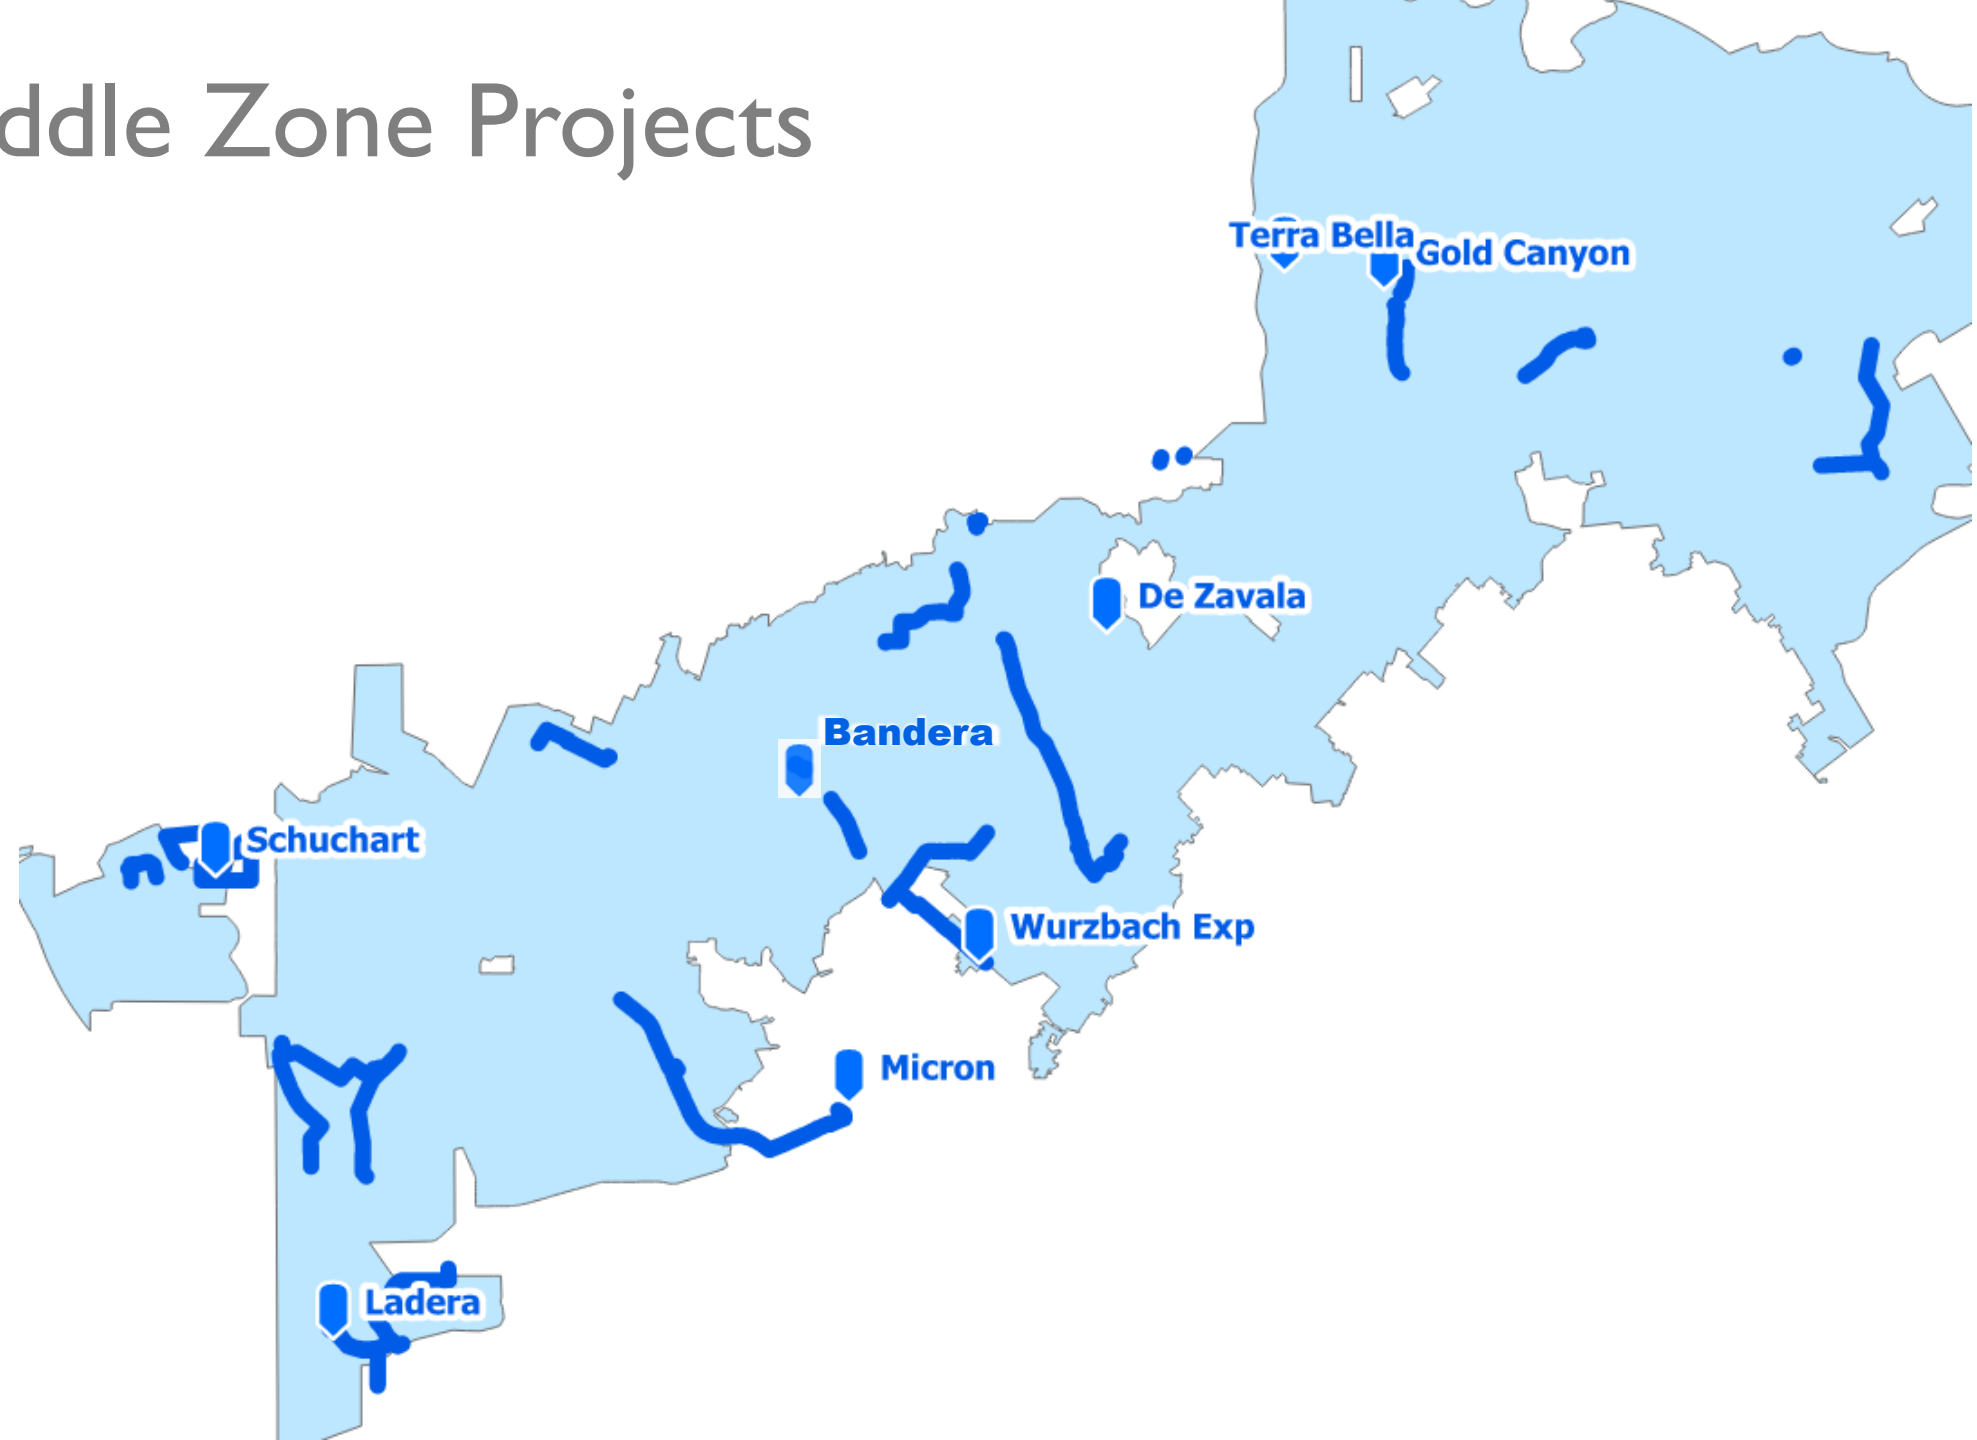 ddle Zone Projects
Terra Bella
Gold Canyon
De Zavala
Bandera
Schuchart
Wurzbach Exp
Micron
Ladera